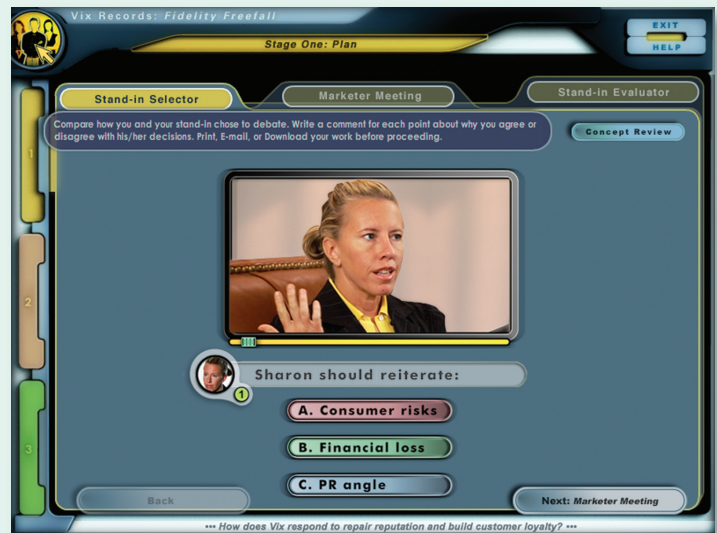 Vix Records: Fidelity Freefall
EXIT
HELP
Stage One: Plan
Stand-in Selector
Marketer Meeting
Stand-in Evaluator
Compare how you and your stand-in chose to debate. Write a comment for each point about why you agree or
disagree with his/her decisions. Print, E-mail, or Download your work before proceeding.
Concept Review
1
2
3
Sharon should reiterate:
1
A. Consumer risks
B. Financial loss
C. PR angle
Back
Next: Marketer Meeting
••• How does Vix respond to repair reputation and build customer loyalty? •••